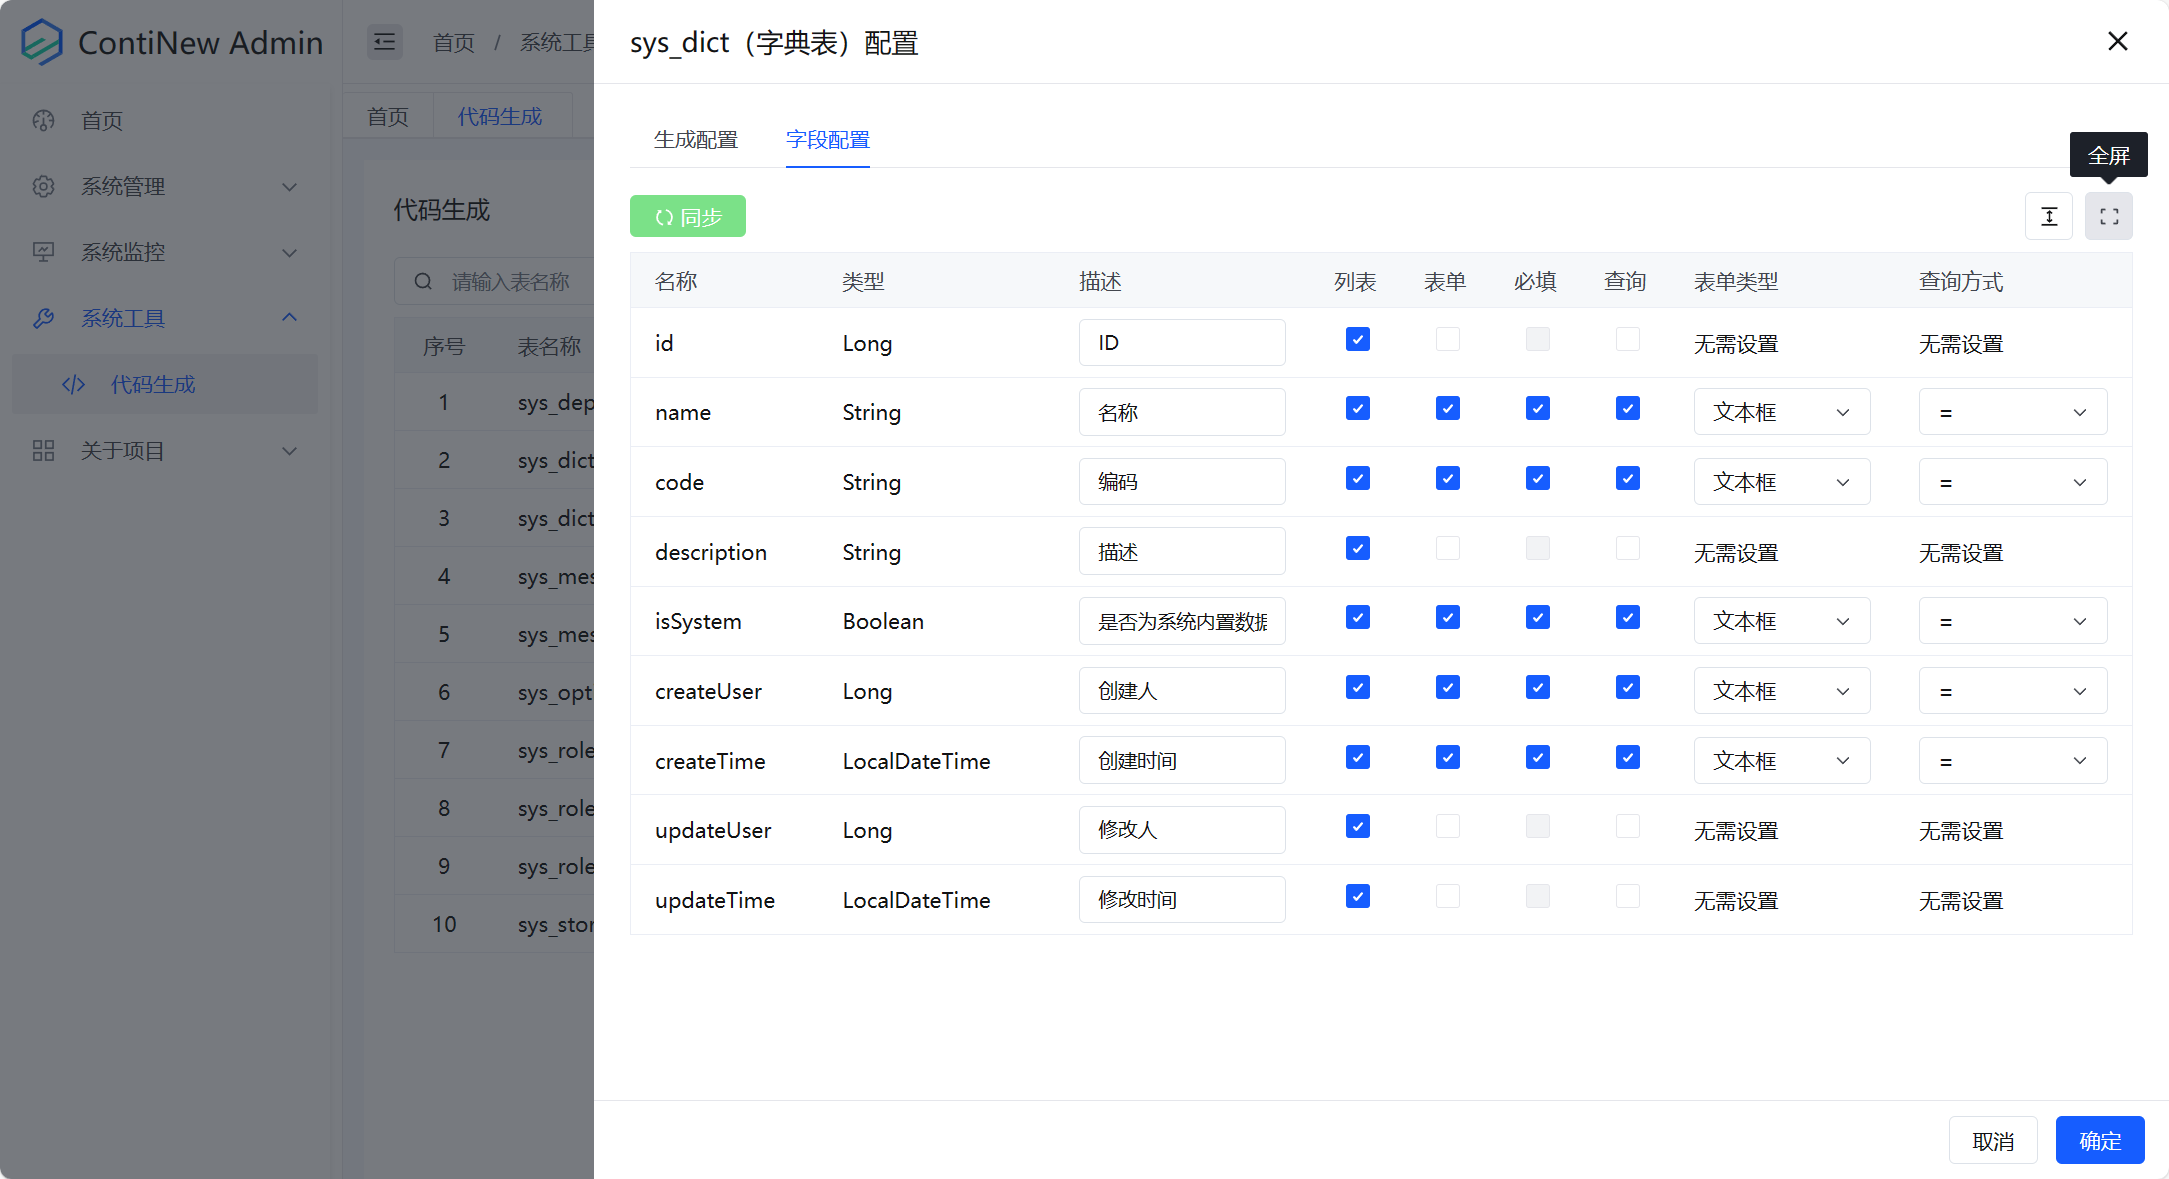 ContiNew Admin
首页
系统管理
系统监控
系统工具
代码生成
关于项目
首页 / 系统工具
首页 代码生成
代码生成
请输入表名称
序号 表名称
1 sys_dep
2 sys_dict
3 sys_dict
4 sys_mes
5 sys_mes
6 sys_opt
7 sys_role
8 sys_role
9 sys_role
10 sys_stor
sys_dict（字典表）配置
生成配置 字段配置
全屏
同步
名称 类型 描述 列表 表单 必填 查询 表单类型 查询方式
id Long ID 无需设置 无需设置
name String 名称 文本框 =
code String 编码 文本框 =
description String 描述 无需设置 无需设置
isSystem Boolean 是否为系统内置数据 文本框 =
createUser Long 创建人 文本框 =
createTime LocalDateTime 创建时间 文本框 =
updateUser Long 修改人 无需设置 无需设置
updateTime LocalDateTime 修改时间 无需设置 无需设置
取消 确定